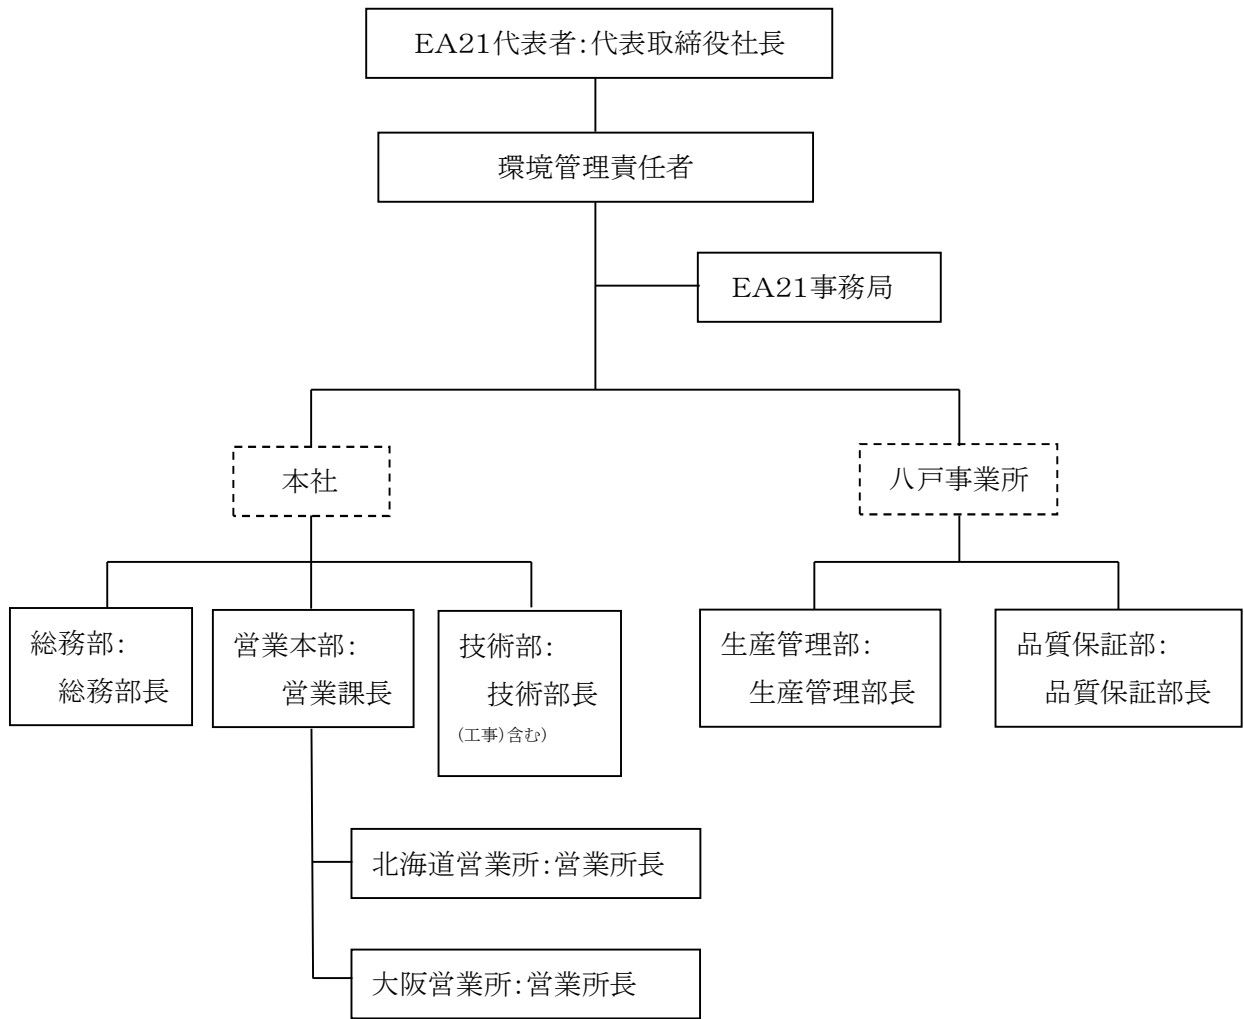 EA21代表者:代表取締役社長
環境管理責任者
EA21事務局
本社
八戸事業所
総務部:
総務部長
営業本部:
営業課長
技術部:
技術部長
(工事)含む)
生産管理部:
生産管理部長
品質保証部:
品質保証部長
北海道営業所:営業所長
大阪営業所:営業所長